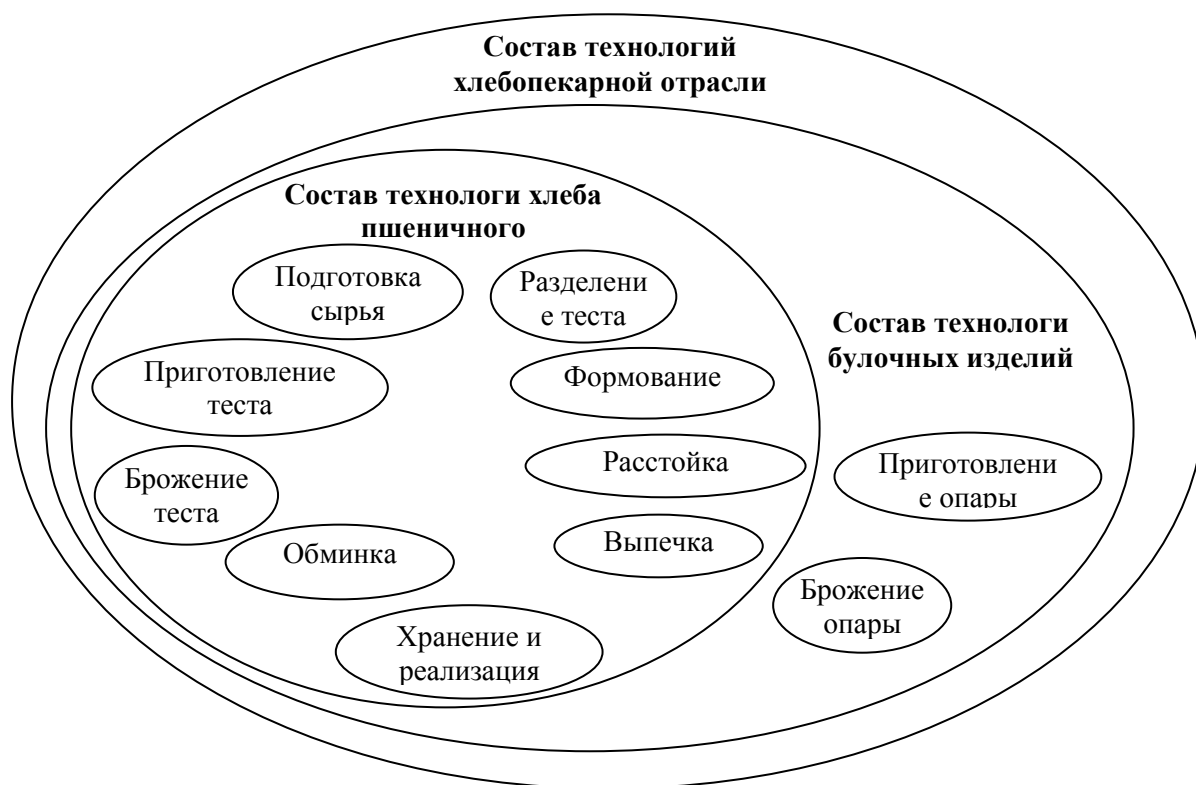 Состав технологий
хлебопекарной отрасли
Состав технологи хлеба
пшеничного
Подготовка
сырья
Разделени
е теста
Приготовление
теста
Формование
Состав технологи
булочных изделий
Брожение
теста
Расстойка
Приготовлени
е опары
Обминка
Выпечка
Брожение
опары
Хранение и
реализация